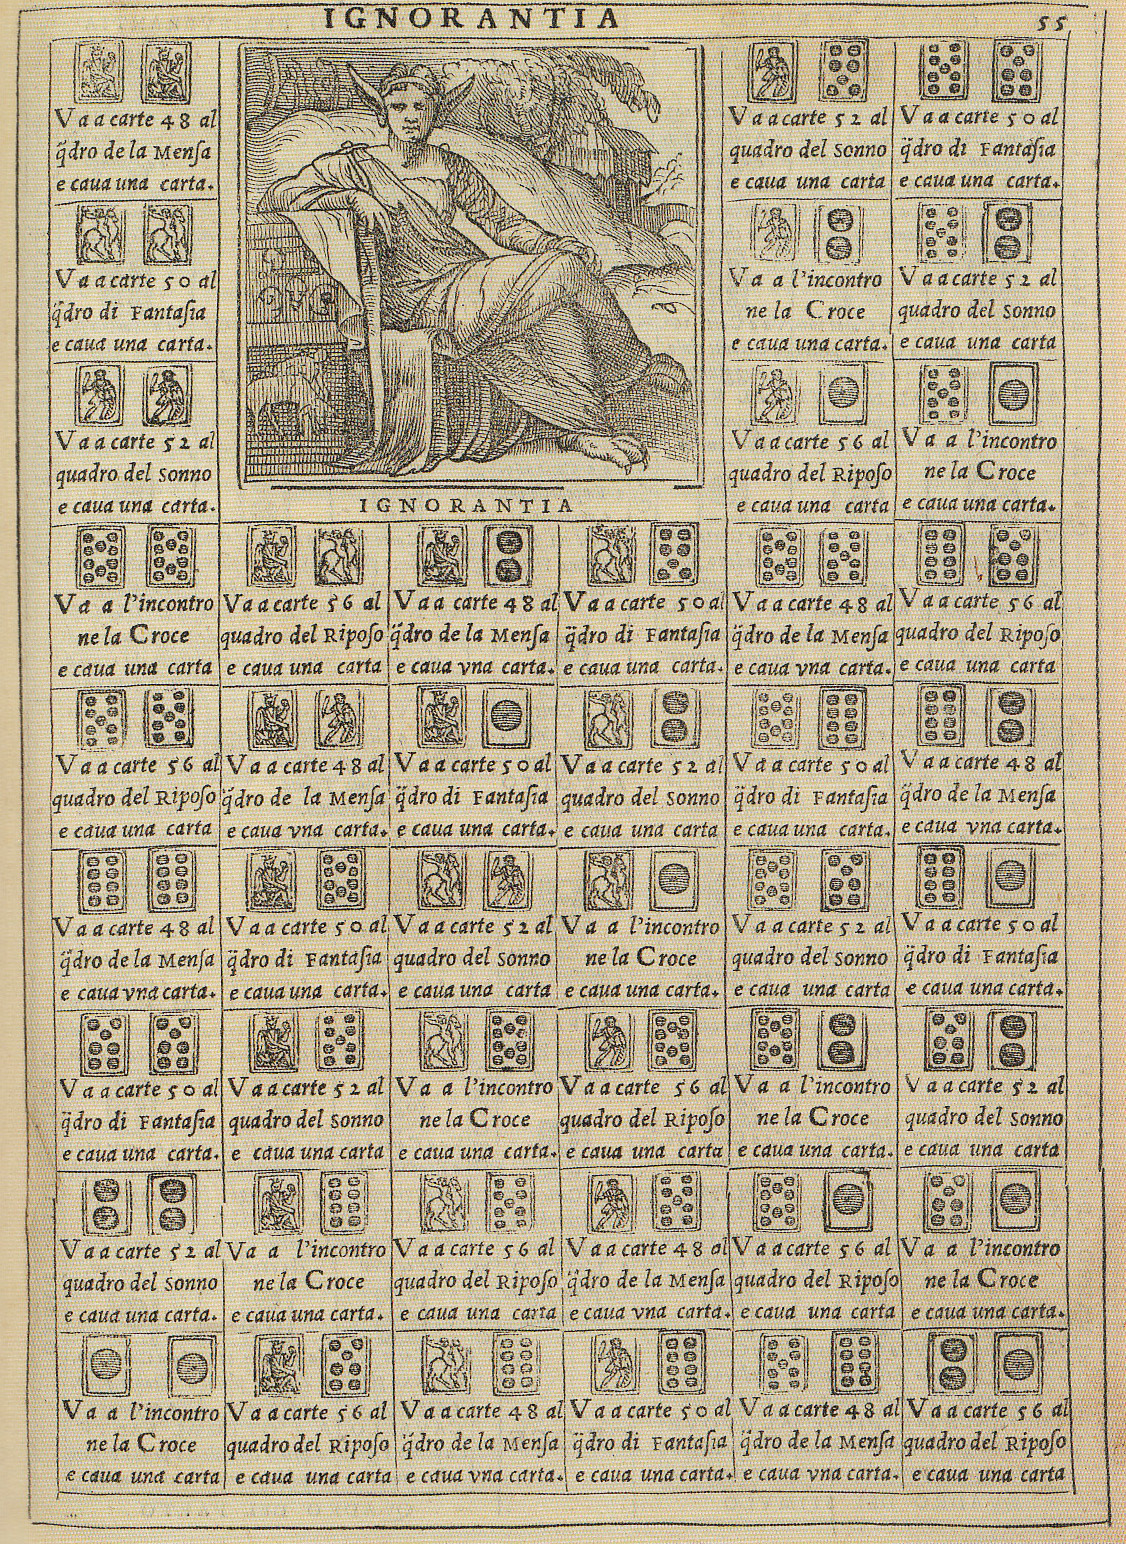 IGNORANTIA
55
Va a carte 48 al
q̃dro de la Menſa
e caua una carta.
Va a carte 50 al
q̃dro di Fantaſia
e caua una carta.
Va a carte 52 al
quadro del Sonno
e caua una carta.
Va a l'incontro
ne la Croce
e caua una carta
Va a carte 56 al
quadro del Ripoſo
e caua una carta
Va a carte 48 al
q̃dro de la Menſa
e caua vna carta.
Va a carte 50 al
q̃dro di Fantaſia
e caua una carta.
Va a carte 52 al
quadro del Sonno
e caua una carta.
Va a l'incontro
ne la Croce
e caua una carta
IGNORANTIA
Va a carte 56 al
quadro del Ripoſo
e caua una carta
Va a carte 48 al
q̃dro de la Menſa
e caua vna carta.
Va a carte 50 al
q̃dro di Fantaſia
e caua una carta.
Va a carte 52 al
quadro del Sonno
e caua una carta
Va a l'incontro
ne la Croce
e caua una carta.
Va a carte 56 al
quadro del Ripoſo
e caua una carta
Va a carte 48 al
q̃dro de la Menſa
e caua vna carta.
Va a carte 50 al
q̃dro di Fantaſia
e caua una carta.
Va a carte 52 al
quadro del Sonno
e caua una carta
Va a l'incontro
ne la Croce
e caua una carta.
Va a carte 56 al
quadro del Ripoſo
e caua una carta
Va a carte 48 al
q̃dro de la Menſa
e caua vna carta.
Va a carte 50 al
q̃dro di Fantaſia
e caua una carta.
Va a carte 52 al
quadro del Sonno
e caua una carta
Va a l'incontro
ne la Croce
e caua una carta.
Va a carte 56 al
quadro del Ripoſo
e caua una carta
Va a carte 48 al
q̃dro de la Menſa
e caua vna carta.
Va a carte 50 al
q̃dro di Fantaſia
e caua una carta.
Va a carte 52 al
quadro del Sonno
e caua una carta
Va a l'incontro
ne la Croce
e caua una carta.
Va a carte 56 al
quadro del Ripoſo
e caua una carta
Va a carte 48 al
q̃dro de la Menſa
e caua vna carta.
Va a carte 50 al
q̃dro di Fantaſia
e caua una carta.
Va a carte 52 al
quadro del Sonno
e caua una carta
Va a l'incontro
ne la Croce
e caua una carta.
Va a carte 56 al
quadro del Ripoſo
e caua una carta
Va a carte 48 al
q̃dro de la Menſa
e caua vna carta.
Va a carte 50 al
q̃dro di Fantaſia
e caua una carta.
Va a carte 52 al
quadro del Sonno
e caua una carta
Va a l'incontro
ne la Croce
e caua una carta.
Va a carte 56 al
quadro del Ripoſo
e caua una carta
Va a carte 48 al
q̃dro de la Menſa
e caua vna carta.
Va a carte 50 al
q̃dro di Fantaſia
e caua una carta.
Va a carte 52 al
quadro del Sonno
e caua una carta
Va a l'incontro
ne la Croce
e caua una carta.
Va a carte 56 al
quadro del Ripoſo
e caua una carta